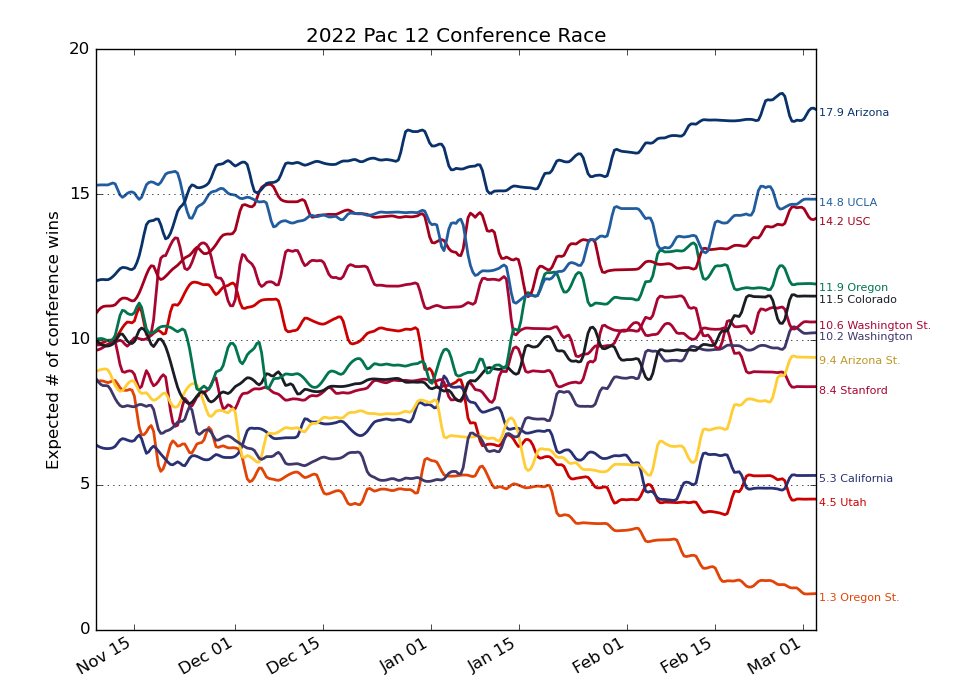 2022 Pac 12 Conference Race
Expected # of conference wins
20
15
10
5
0
Nov 15
Dec 01
Dec 15
Jan 01
Jan 15
Feb 01
Feb 15
Mar 01
17.9 Arizona
14.8 UCLA
14.2 USC
11.9 Oregon
11.5 Colorado
10.6 Washington St.
10.2 Washington
9.4 Arizona St.
8.4 Stanford
5.3 California
4.5 Utah
1.3 Oregon St.